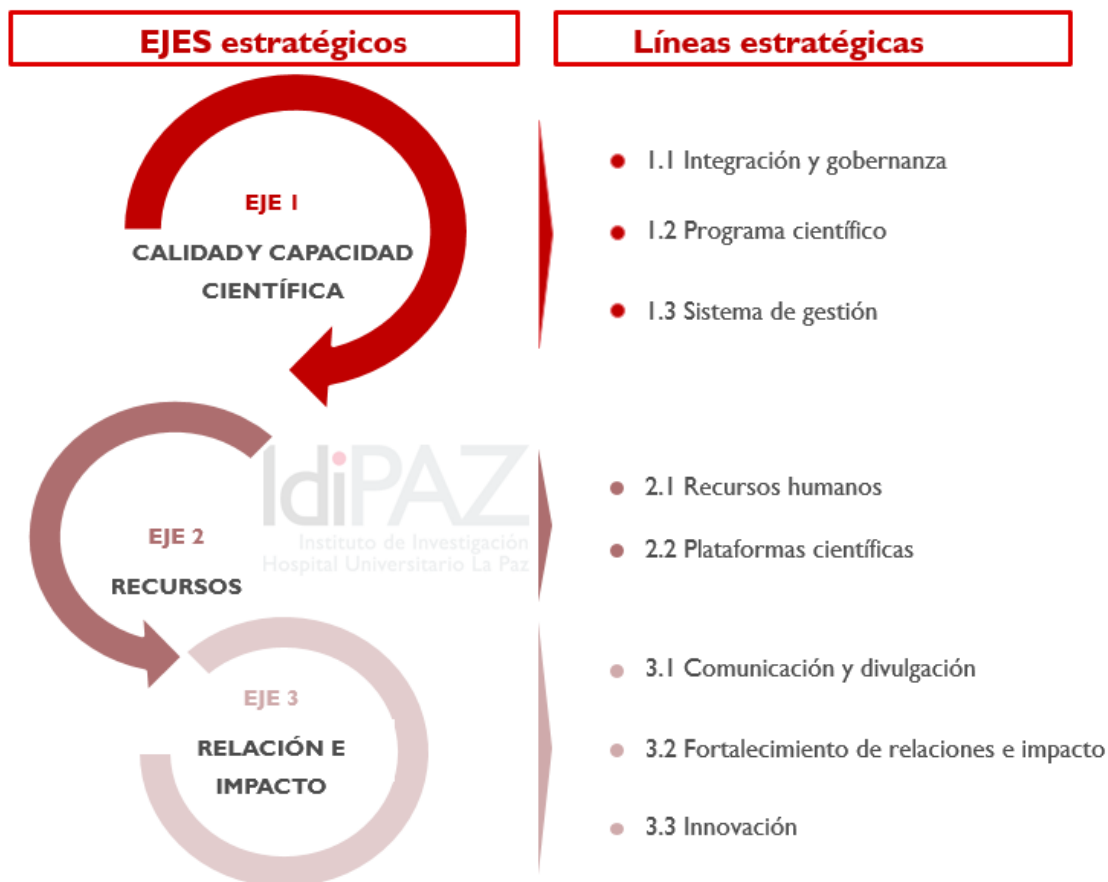 EJES estratégicos
Líneas estratégicas
EJE 1
CALIDAD Y CAPACIDAD
CIENTÍFICA
1.1 Integración y gobernanza
1.2 Programa científico
1.3 Sistema de gestión
IdiPAZ
Instituto de Investigación
Hospital Universitario La Paz
EJE 2
RECURSOS
2.1 Recursos humanos
2.2 Plataformas científicas
EJE 3
RELACIÓN E
IMPACTO
3.1 Comunicación y divulgación
3.2 Fortalecimiento de relaciones e impacto
3.3 Innovación